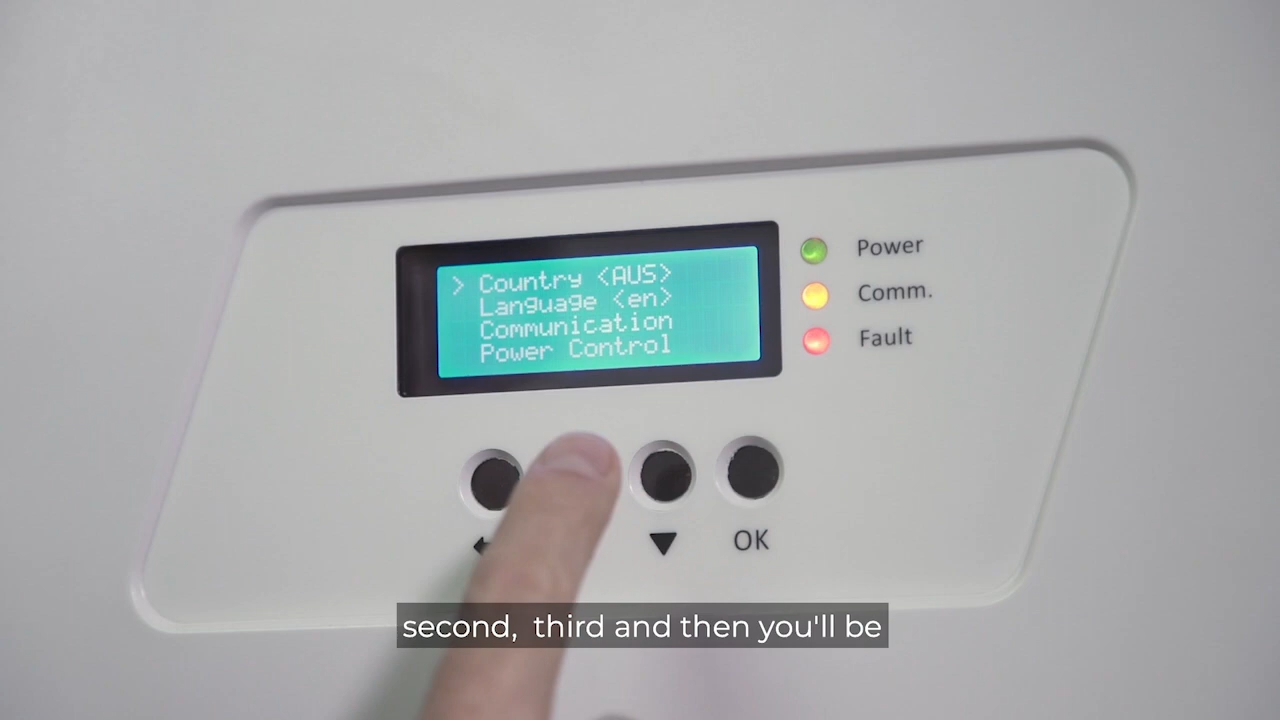 > Country <AUS>
Language <en>
Communication
Power Control
Power
Comm.
Fault
OK
second, third and then you'll be